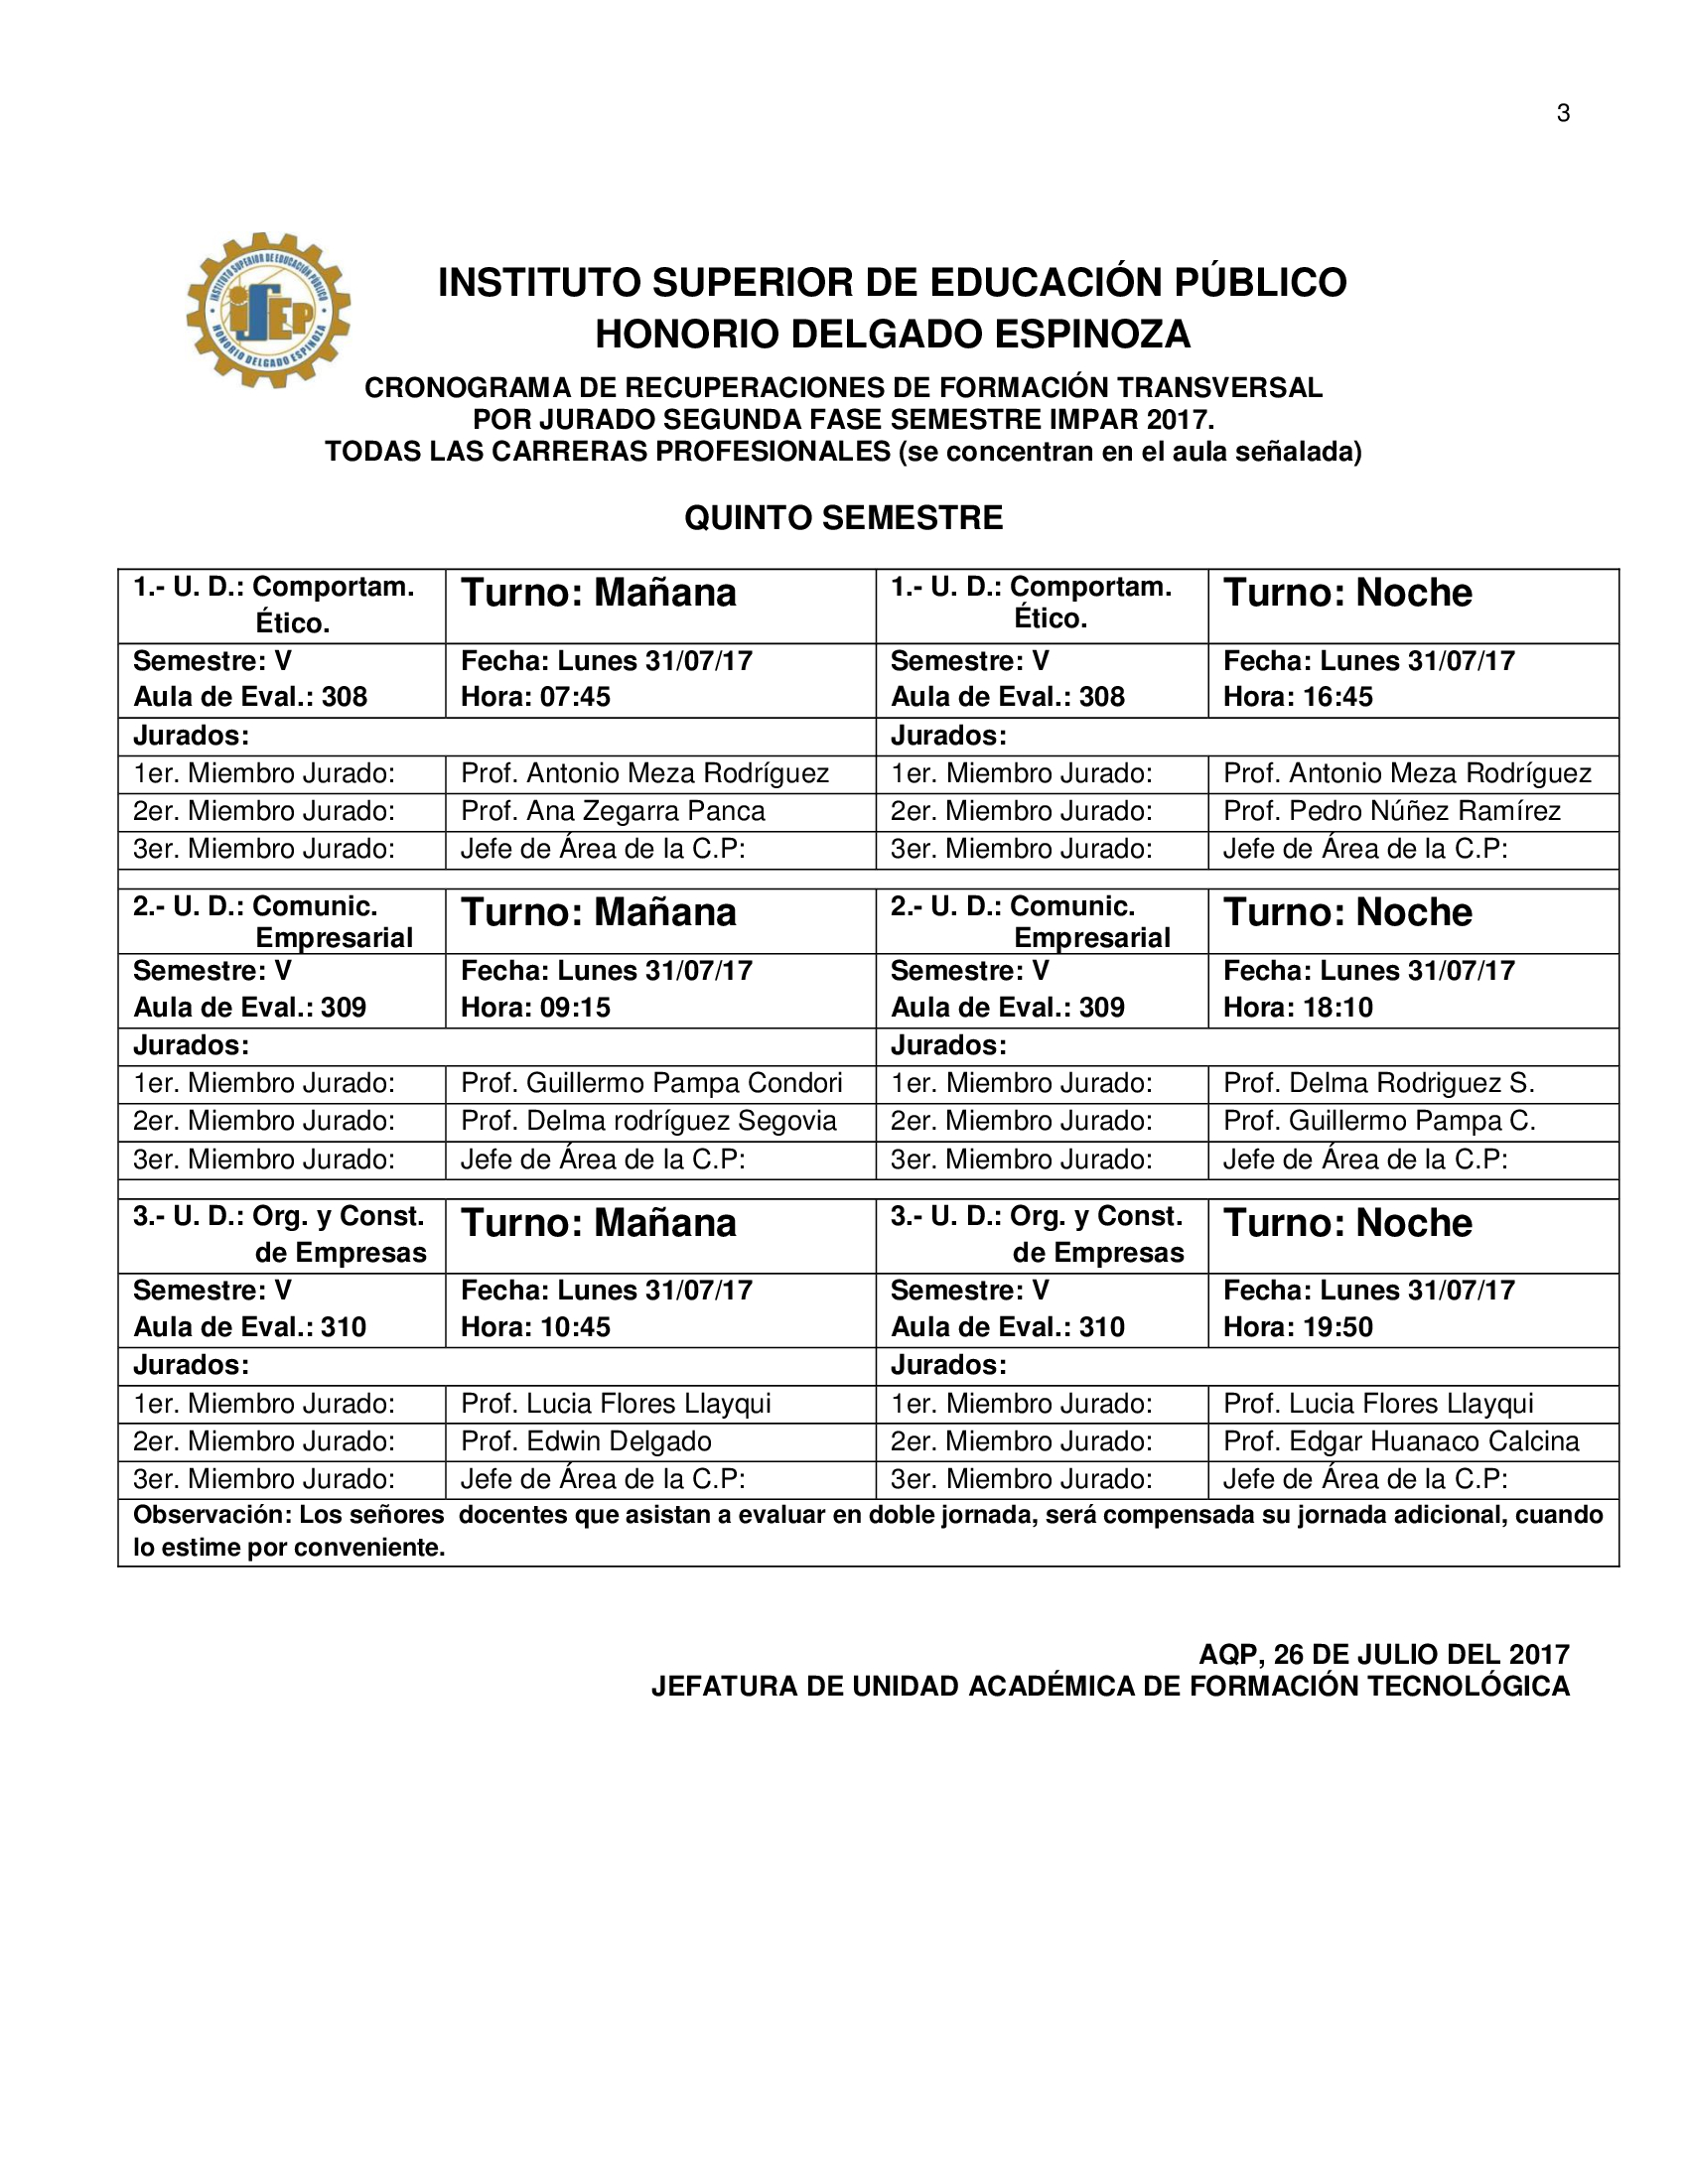 3
INSTITUTO SUPERIOR DE EDUCACIÓN PÚBLICO
HONORIO DELGADO ESPINOZA
iSEP
INSTITUTO SUPERIOR DE EDUCACIÓN PÚBLICO
HONORIO DELGADO ESPINOZA
CRONOGRAMA DE RECUPERACIONES DE FORMACIÓN TRANSVERSAL
POR JURADO SEGUNDA FASE SEMESTRE IMPAR 2017.
TODAS LAS CARRERAS PROFESIONALES (se concentran en el aula señalada)
QUINTO SEMESTRE
1.- U. D.: Comportam. Turno: Mañana 1.- U. D.: Comportam. Turno: Noche
Ético. Ético.
Semestre: V Fecha: Lunes 31/07/17 Semestre: V Fecha: Lunes 31/07/17
Aula de Eval.: 308 Hora: 07:45 Aula de Eval.: 308 Hora: 16:45
Jurados: Jurados:
1er. Miembro Jurado: Prof. Antonio Meza Rodríguez 1er. Miembro Jurado: Prof. Antonio Meza Rodríguez
2er. Miembro Jurado: Prof. Ana Zegarra Panca 2er. Miembro Jurado: Prof. Pedro Núñez Ramírez
3er. Miembro Jurado: Jefe de Área de la C.P: 3er. Miembro Jurado: Jefe de Área de la C.P:
2.- U. D.: Comunic. Turno: Mañana 2.- U. D.: Comunic. Turno: Noche
Empresarial Empresarial
Semestre: V Fecha: Lunes 31/07/17 Semestre: V Fecha: Lunes 31/07/17
Aula de Eval.: 309 Hora: 09:15 Aula de Eval.: 309 Hora: 18:10
Jurados: Jurados:
1er. Miembro Jurado: Prof. Guillermo Pampa Condori 1er. Miembro Jurado: Prof. Delma Rodriguez S.
2er. Miembro Jurado: Prof. Delma rodríguez Segovia 2er. Miembro Jurado: Prof. Guillermo Pampa C.
3er. Miembro Jurado: Jefe de Área de la C.P: 3er. Miembro Jurado: Jefe de Área de la C.P:
3.- U. D.: Org. y Const. Turno: Mañana 3.- U. D.: Org. y Const. Turno: Noche
de Empresas de Empresas
Semestre: V Fecha: Lunes 31/07/17 Semestre: V Fecha: Lunes 31/07/17
Aula de Eval.: 310 Hora: 10:45 Aula de Eval.: 310 Hora: 19:50
Jurados: Jurados:
1er. Miembro Jurado: Prof. Lucia Flores Llayqui 1er. Miembro Jurado: Prof. Lucia Flores Llayqui
2er. Miembro Jurado: Prof. Edwin Delgado 2er. Miembro Jurado: Prof. Edgar Huanaco Calcina
3er. Miembro Jurado: Jefe de Área de la C.P: 3er. Miembro Jurado: Jefe de Área de la C.P:
Observación: Los señores docentes que asistan a evaluar en doble jornada, será compensada su jornada adicional, cuando
lo estime por conveniente.
AQP, 26 DE JULIO DEL 2017
JEFATURA DE UNIDAD ACADÉMICA DE FORMACIÓN TECNOLÓGICA